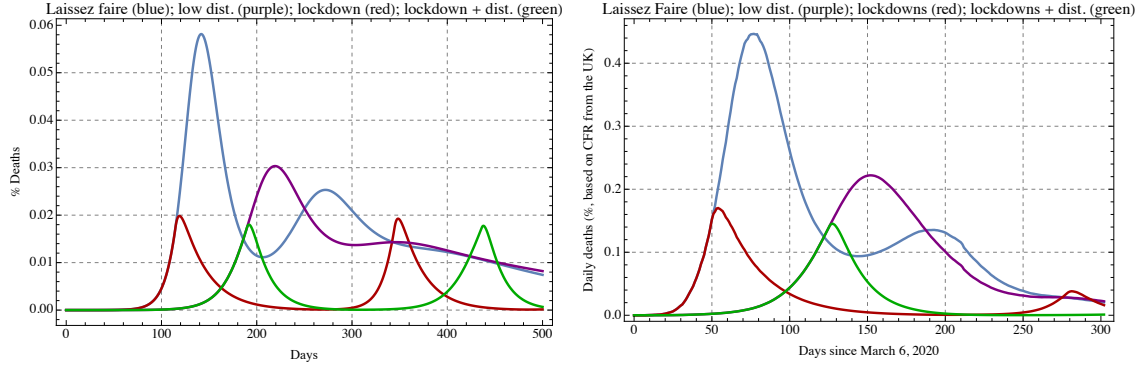 Laissez faire (blue); low dist. (purple); lockdown (red); lockdown + dist. (green)
0.06
0.05
0.04
0.03
0.02
0.01
0.00
% Deaths
0 100 200 300 400 500
Days
Laissez Faire (blue); low dist. (purple); lockdowns (red); lockdowns + dist. (green)
0.4
0.3
0.2
0.1
0.0
Daily deaths (%, based on CFR from the UK)
0 50 100 150 200 250 300
Days since March 6, 2020